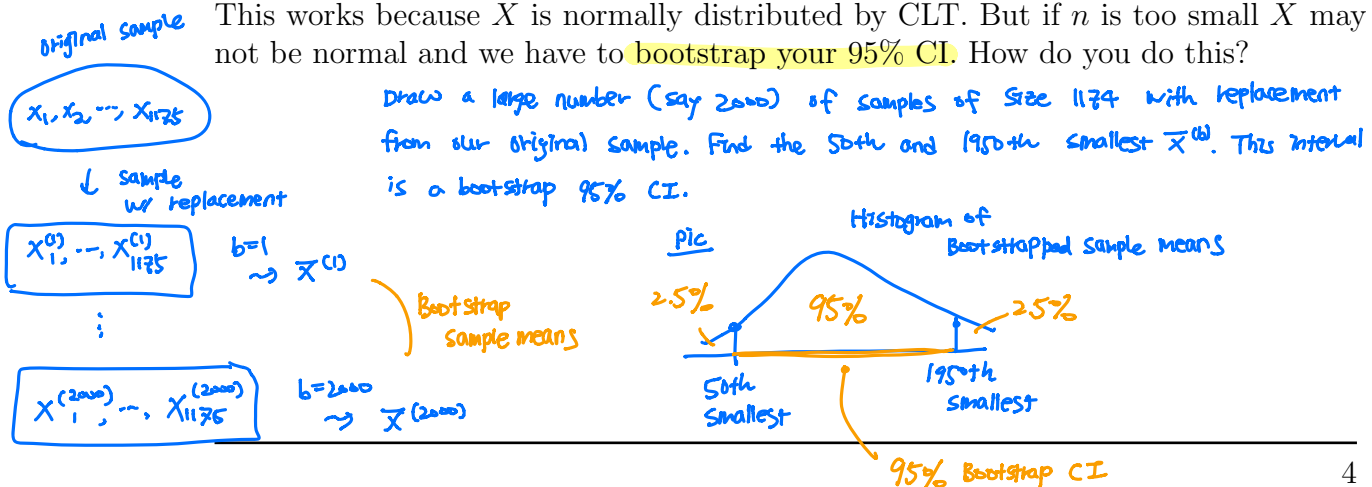 This works because X is normally distributed by CLT. But if n is too small X may
not be normal and we have to bootstrap your 95% CI. How do you do this?
original sample
x₁, x₂, ..., x₁₁₇₅
↓ sample
w/ replacement
Draw a large number (say 2000) of samples of size 1174 with replacement
from our original sample. Find the 50th and 1950th smallest X̄⁽ᵇ⁾. This interval
is a bootstrap 95% CI.
X₁⁽¹⁾, ..., X₁₁₇₅⁽¹⁾
b=1
⇝ X̄⁽¹⁾
⋮
X₁⁽²⁰⁰⁰⁾, ..., X₁₁₇₅⁽²⁰⁰⁰⁾
b=2000
⇝ X̄⁽²⁰⁰⁰⁾
Bootstrap
sample means
Pic
Histogram of
Bootstrapped sample means
2.5%
95%
2.5%
50th
smallest
1950th
smallest
95% Bootstrap CI
4